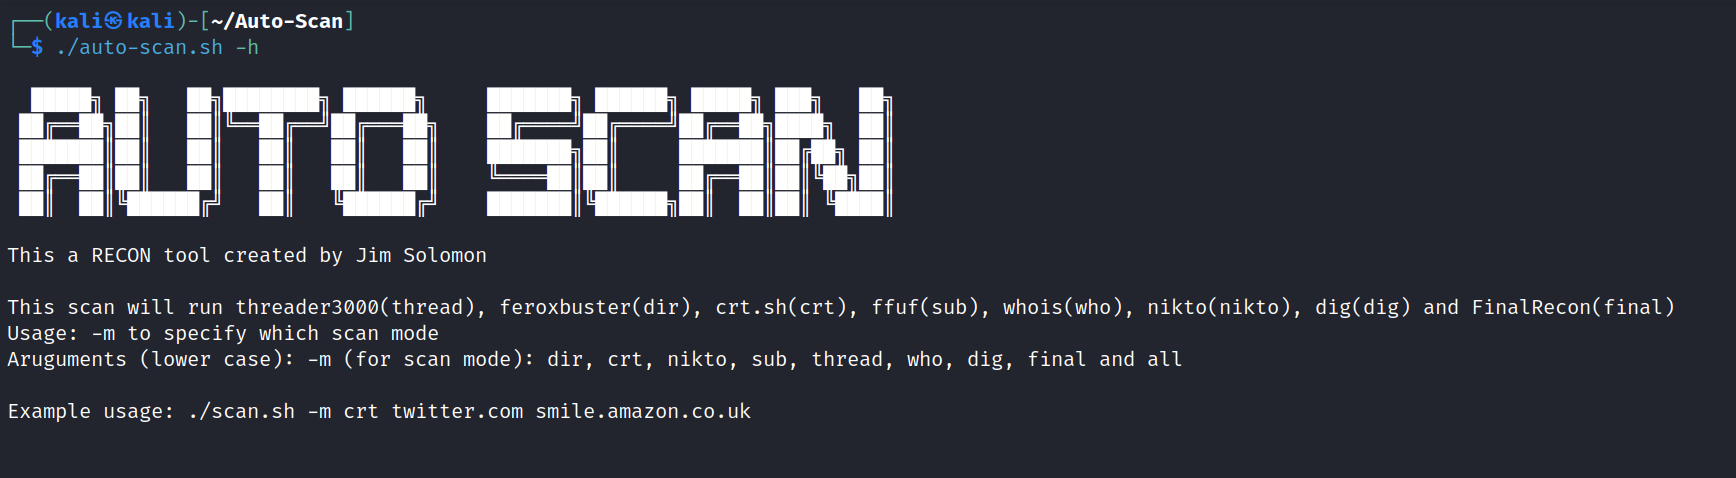 ┌──(kali㉿kali)-[~/Auto-Scan]
└─$ ./auto-scan.sh -h
AUTO SCAN
This a RECON tool created by Jim Solomon
This scan will run threader3000(thread), feroxbuster(dir), crt.sh(crt), ffuf(sub), whois(who), nikto(nikto), dig(dig) and FinalRecon(final)
Usage: -m to specify which scan mode
Aruguments (lower case): -m (for scan mode): dir, crt, nikto, sub, thread, who, dig, final and all
Example usage: ./scan.sh -m crt twitter.com smile.amazon.co.uk